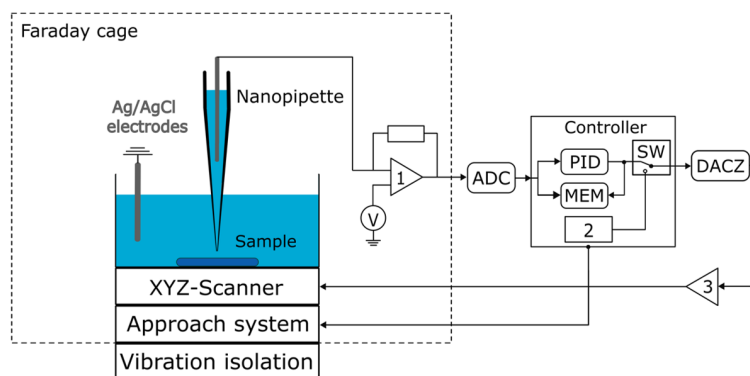 Faraday cage
Nanopipette
Ag/AgCl
electrodes
Sample
XYZ-Scanner
Approach system
Vibration isolation
1
V
ADC
Controller
PID
MEM
SW
2
DACZ
3